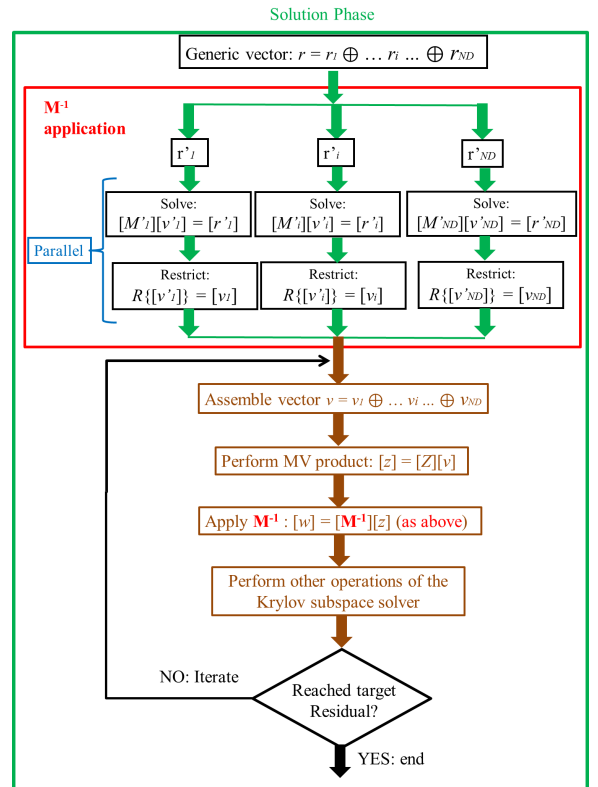 Solution Phase
Generic vector: r = r1 ⊕ … ri ... ⊕ rND
M-1
application
r'1
r'i
r'ND
Parallel
Solve:
[M'1][v'1] = [r'1]
Solve:
[M'i][v'i] = [r'i]
Solve:
[M'ND][v'ND] = [r'ND]
Restrict:
R{[v'1]} = [v1]
Restrict:
R{[v'i]} = [vi]
Restrict:
R{[v'ND]} = [vND]
Assemble vector v = v1 ⊕ … vi ... ⊕ vND
Perform MV product: [z] = [Z][v]
Apply M-1 : [w] = [M-1][z] (as above)
Perform other operations of the
Krylov subspace solver
NO: Iterate
Reached target
Residual?
YES: end